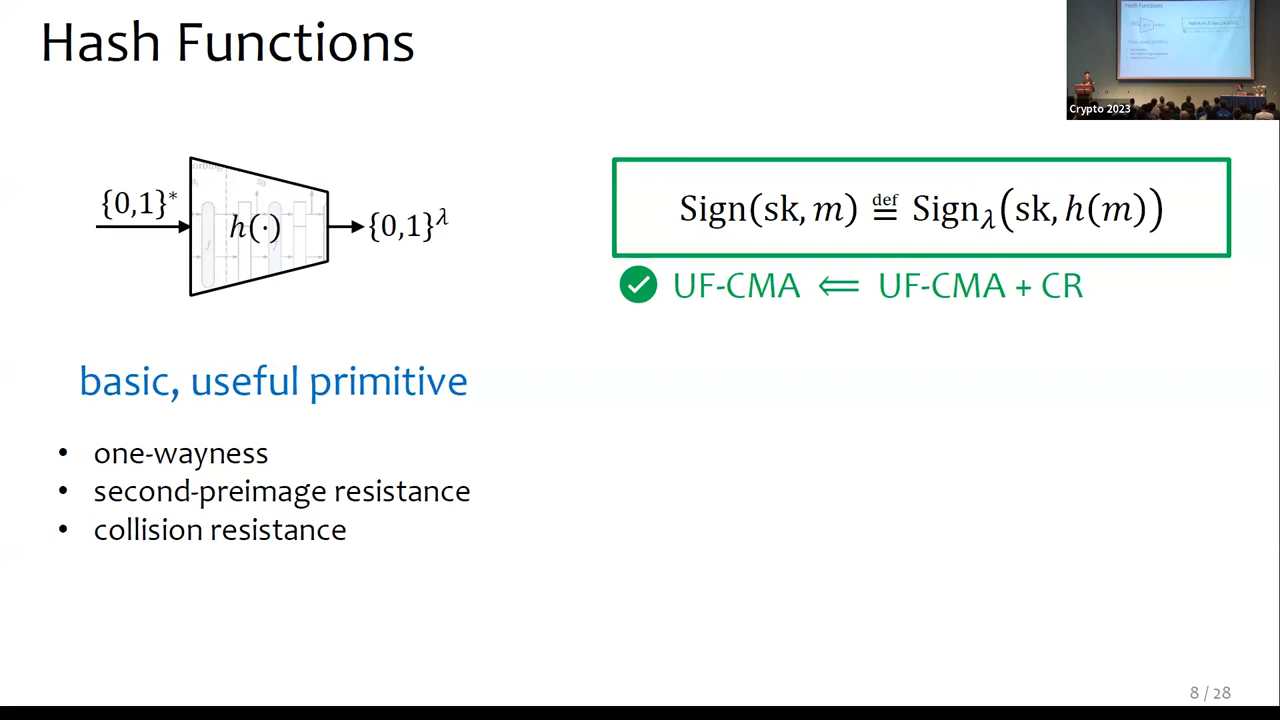 Hash Functions
Crypto 2023
{0,1}*
h(·)
{0,1}^λ
Sign(sk, m) ≝ Sign_λ(sk, h(m))
UF-CMA ⟸ UF-CMA + CR
basic, useful primitive
• one-wayness
• second-preimage resistance
• collision resistance
8 / 28